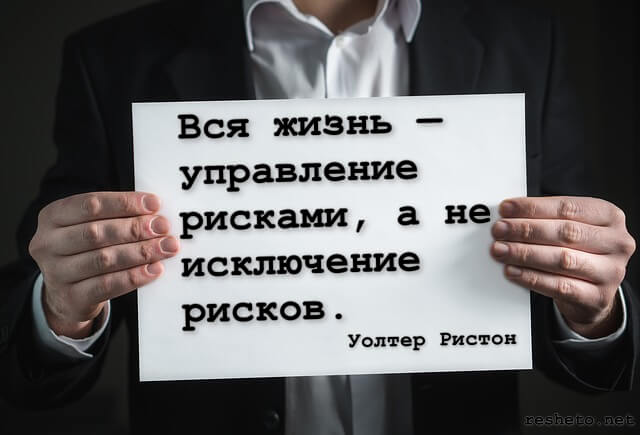 Вся жизнь —
управление
рисками, а не
исключение
рисков.
Уолтер Ристон
resheto.net